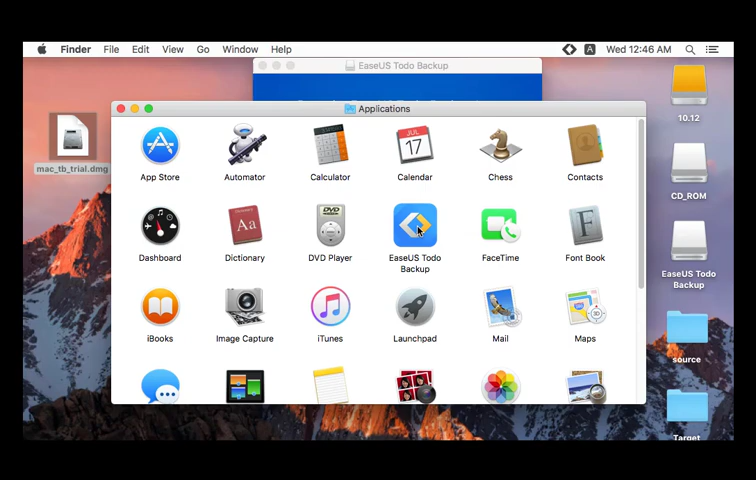 Finder File Edit View Go Window Help
A Wed 12:46 AM
EaseUS Todo Backup
Applications
mac_tb_trial.dmg
App Store
Automator
Calculator
JUL
17
Calendar
Chess
Contacts
Dashboard
Aa
Dictionary
DVD
DVD Player
EaseUS Todo
Backup
FaceTime
F
Font Book
iBooks
Image Capture
iTunes
Launchpad
Mail
3D
Maps
10.12
CD_ROM
EaseUS Todo
Backup
source
Target